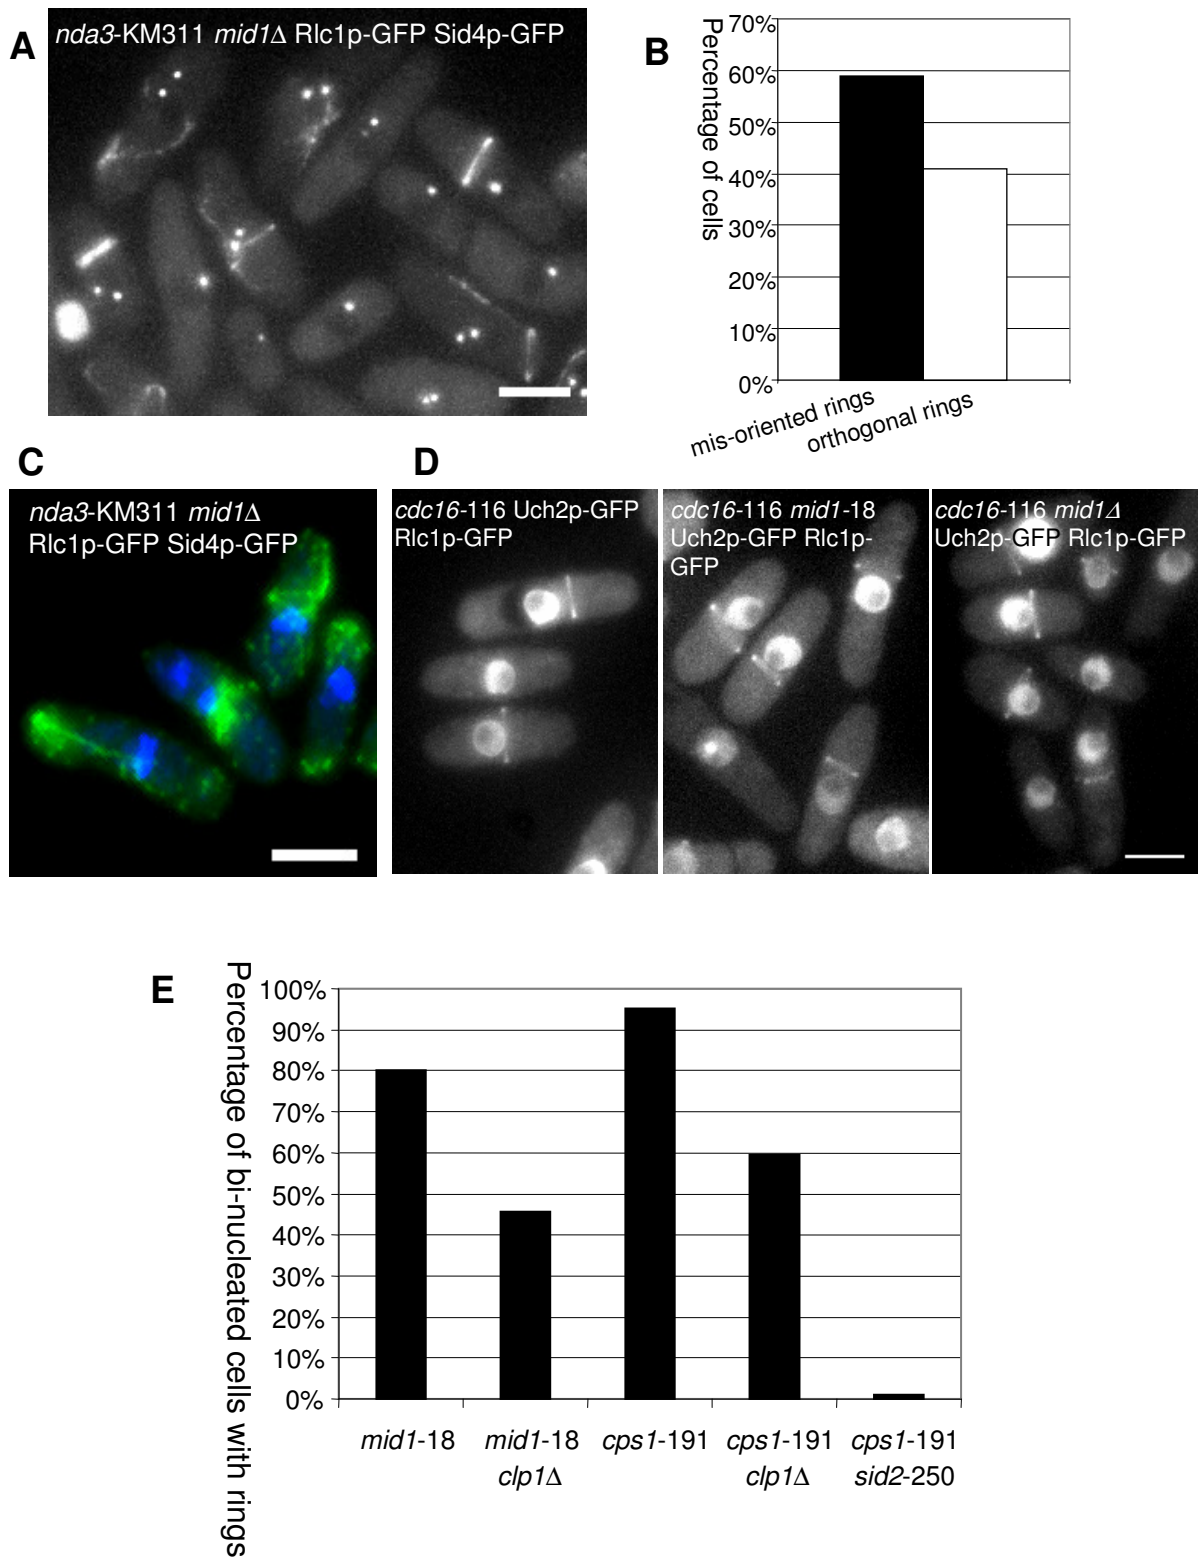 A
nda3-KM311 mid1Δ Rlc1p-GFP Sid4p-GFP
B
Percentage of cells
70%
60%
50%
40%
30%
20%
10%
0%
mis-oriented rings
orthogonal rings
C
nda3-KM311 mid1Δ
Rlc1p-GFP Sid4p-GFP
D
cdc16-116 Uch2p-GFP
Rlc1p-GFP
cdc16-116 mid1-18
Uch2p-GFP Rlc1p-
GFP
cdc16-116 mid1Δ
Uch2p-GFP Rlc1p-GFP
E
Percentage of bi-nucleated cells with rings
100%
90%
80%
70%
60%
50%
40%
30%
20%
10%
0%
mid1-18
mid1-18
clp1Δ
cps1-191
cps1-191
clp1Δ
cps1-191
sid2-250